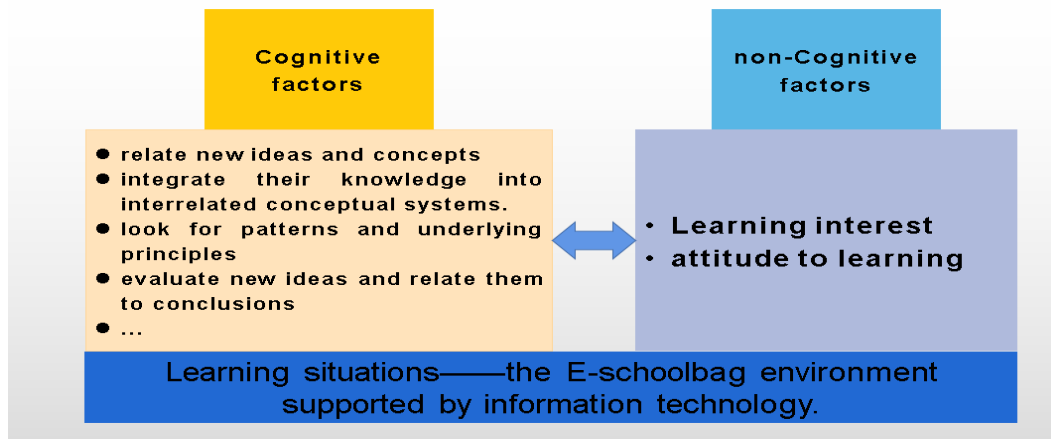 Cognitive
factors
non-Cognitive
factors
● relate new ideas and concepts
● integrate their knowledge into
interrelated conceptual systems.
● look for patterns and underlying
principles
● evaluate new ideas and relate them
to conclusions
● ...
• Learning interest
• attitude to learning
Learning situations——the E-schoolbag environment
supported by information technology.